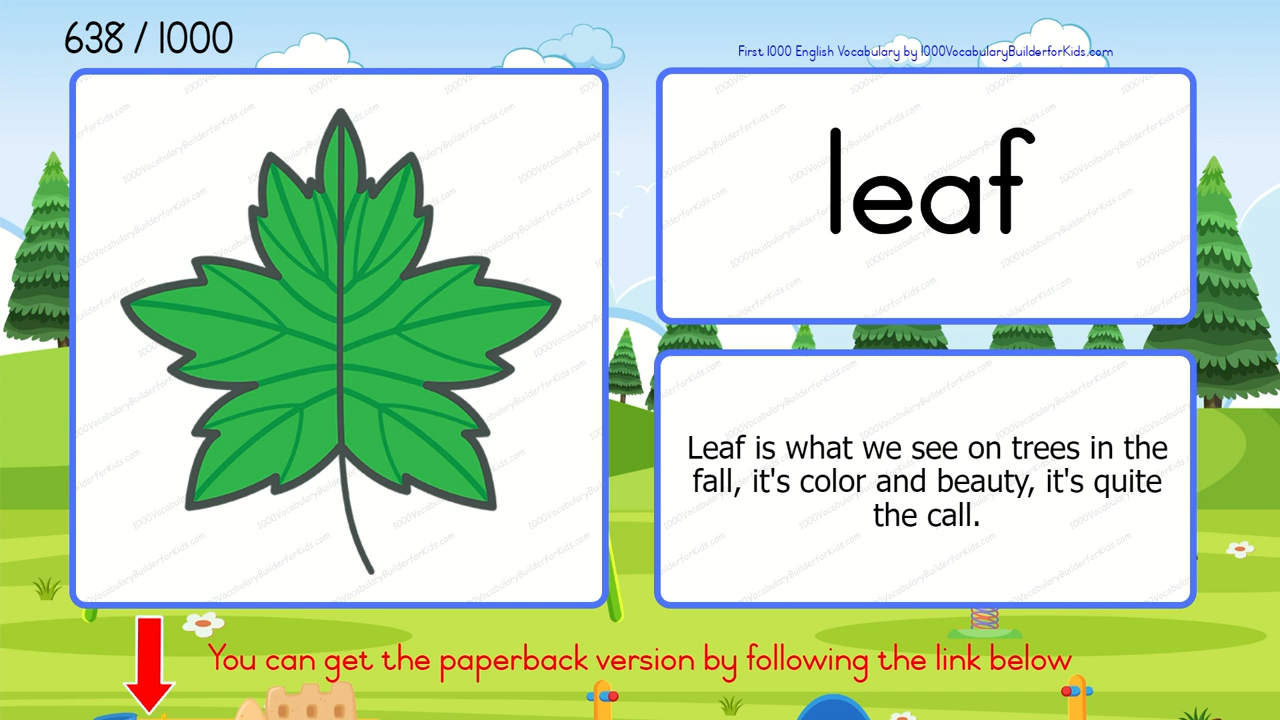 638 / 1000
First 1000 English Vocabulary by 1000VocabularyBuilderforKids.com
leaf
Leaf is what we see on trees in the
fall, it's color and beauty, it's quite
the call.
You can get the paperback version by following the link below
1000VocabularyBuilderforKids.com